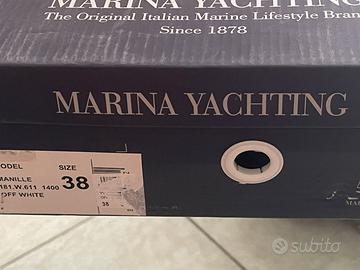 MARINA YACHTING
The Original Italian Marine Lifestyle Bran
Since 1878
MARINA YACHTING
ODEL
SIZE
MANILLE
38
181.W.611 1400
OFF WHITE
38
subito